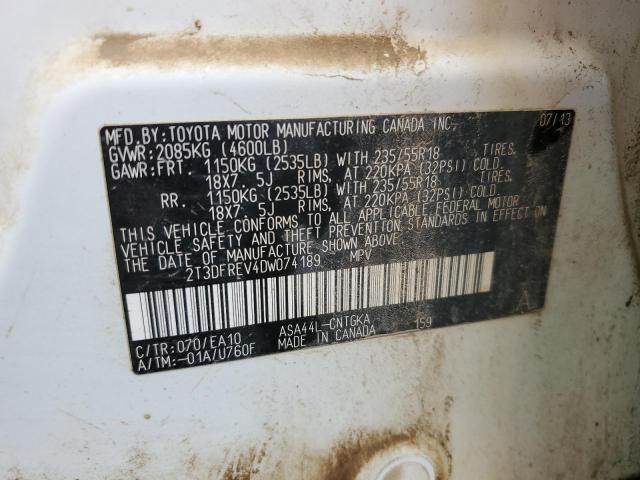 MFD. BY: TOYOTA MOTOR MANUFACTURING CANADA INC. 07/13
GVWR: 2085KG (4600LB)
GAWR: FRT. 1150KG (2535LB) WITH 235/55R18 TIRES,
18X7.5J RIMS, AT 220KPA (32PSI) COLD.
RR. 1150KG (2535LB) WITH 235/55R18 TIRES,
18X7.5J RIMS, AT 220KPA (32PSI) COLD.
THIS VEHICLE CONFORMS TO ALL APPLICABLE FEDERAL MOTOR
VEHICLE SAFETY AND THEFT PREVENTION STANDARDS IN EFFECT ON
THE DATE OF MANUFACTURE SHOWN ABOVE.
2T3DFREV4DW074189 MPV
A
C/TR: 070/EA10 ASA44L-CNTGKA 159
A/TM: -01A/U760F MADE IN CANADA